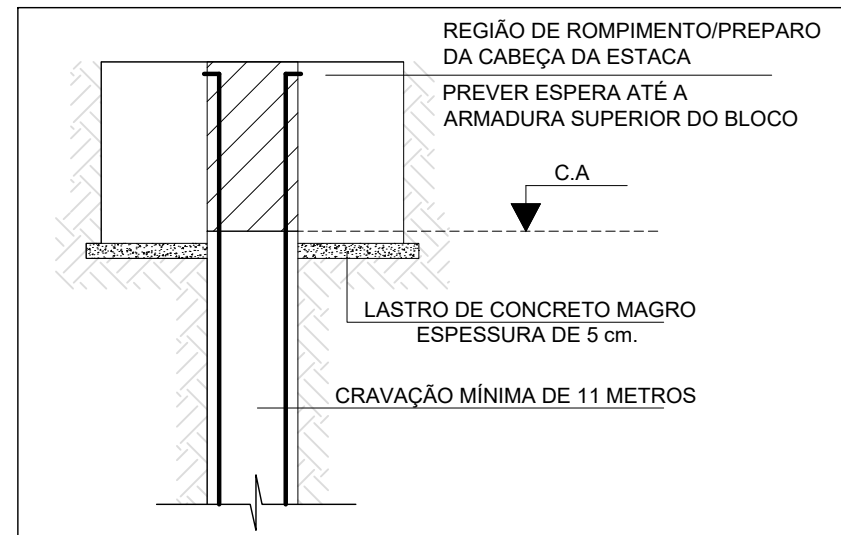 REGIÃO DE ROMPIMENTO/PREPARO
DA CABEÇA DA ESTACA
PREVER ESPERA ATÉ A
ARMADURA SUPERIOR DO BLOCO
C.A
LASTRO DE CONCRETO MAGRO
ESPESSURA DE 5 cm.
CRAVAÇÃO MÍNIMA DE 11 METROS